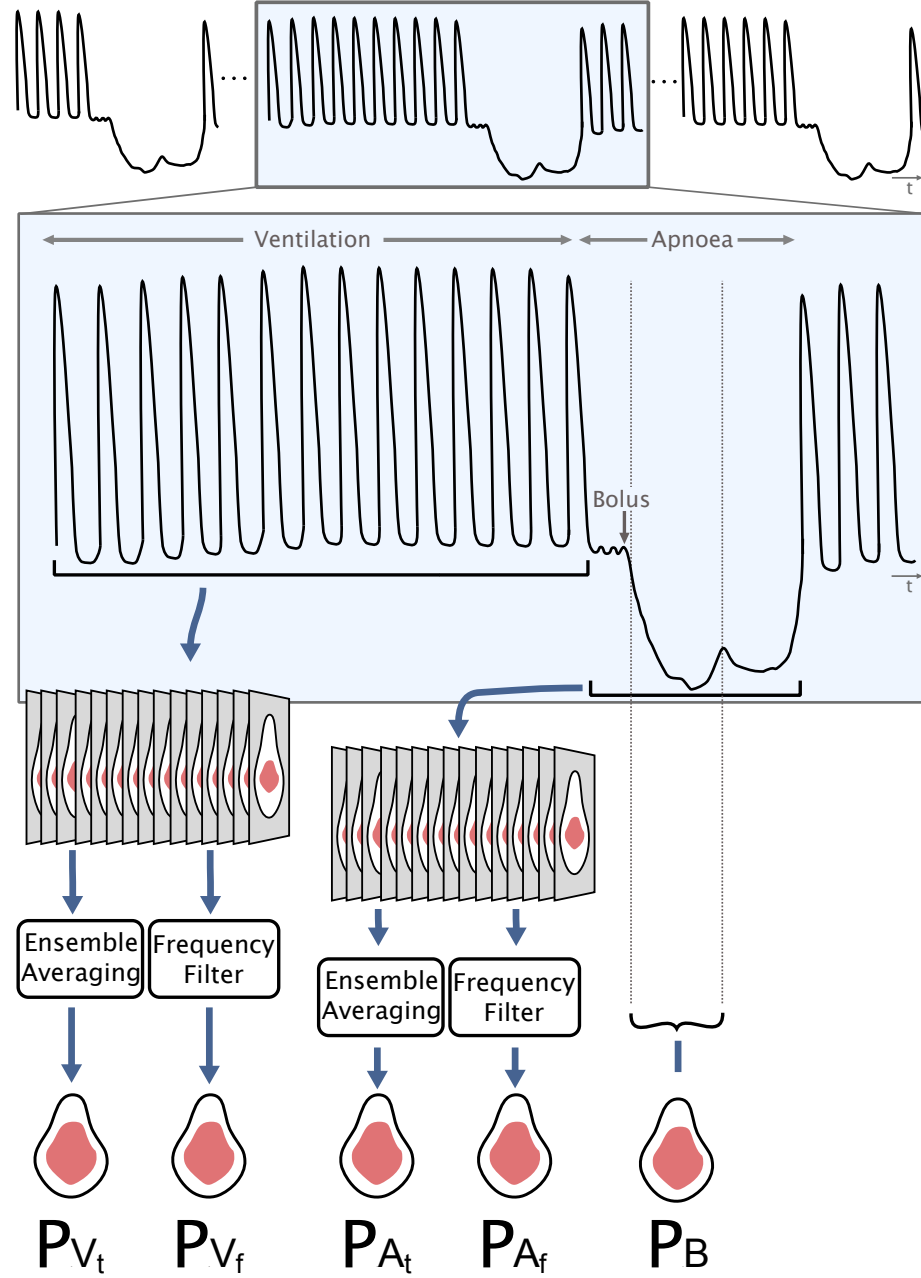 ...
...
t
Ventilation
Apnoea
Bolus
t
Ensemble
Averaging
Frequency
Filter
Ensemble
Averaging
Frequency
Filter
PVt
PVf
PAt
PAf
PB